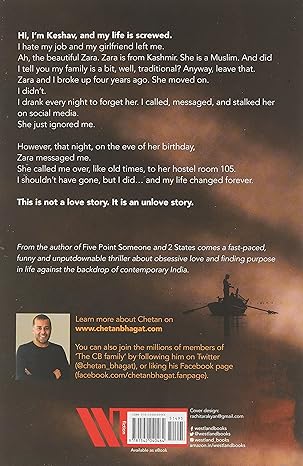 Hi, I'm Keshav, and my life is screwed.
I hate my job and my girlfriend left me.
Ah, the beautiful Zara. Zara is from Kashmir. She is a Muslim. And did
I tell you my family is a bit, well, traditional? Anyway, leave that.
Zara and I broke up four years ago. She moved on.
I didn't.
I drank every night to forget her. I called, messaged, and stalked her
on social media.
She just ignored me.
However, that night, on the eve of her birthday,
Zara messaged me.
She called me over, like old times, to her hostel room 105.
I shouldn't have gone, but I did... and my life changed forever.
This is not a love story. It is an unlove story.
From the author of Five Point Someone and 2 States comes a fast-paced,
funny and unputdownable thriller about obsessive love and finding purpose
in life against the backdrop of contemporary India.
Learn more about Chetan on
www.chetanbhagat.com
You can also join the millions of members of
'The CB family' by following him on Twitter
(@chetan_bhagat), or liking his Facebook page
(facebook.com/chetanbhagat.fanpage).
Available as eBook
Cover design:
rachitarakyan@gmail.com
westlandbooks
@westlandbooks
@westland_books
amazon.in/westlandbooks